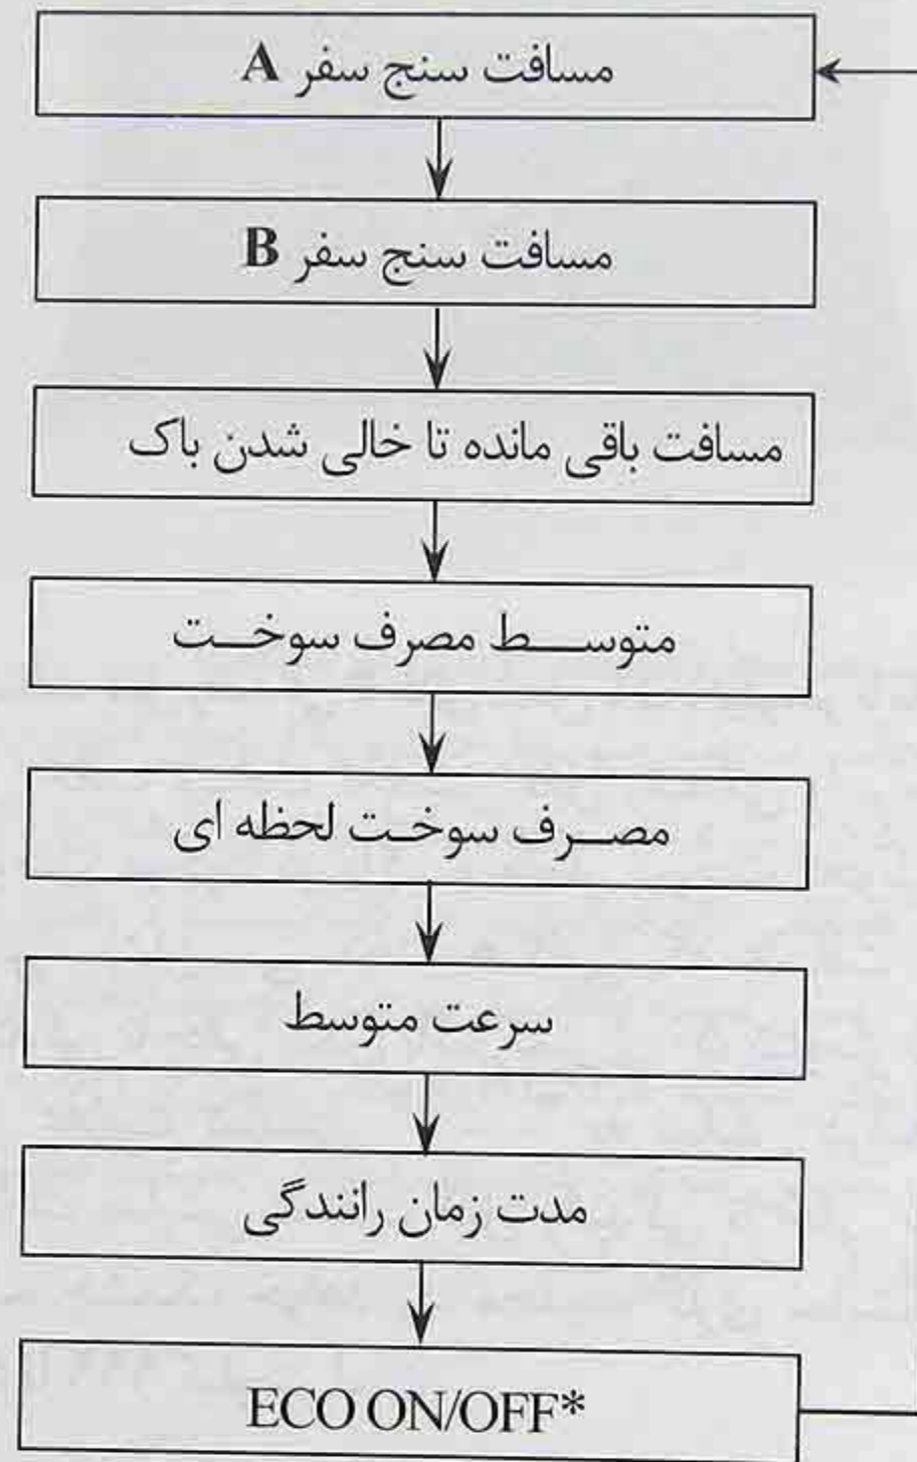 مسافت سنج سفر A
مسافت سنج سفر B
مسافت باقی مانده تا خالی شدن باک
متوسط مصرف سوخت
مصرف سوخت لحظه ای
سرعت متوسط
مدت زمان رانندگی
ECO ON/OFF*